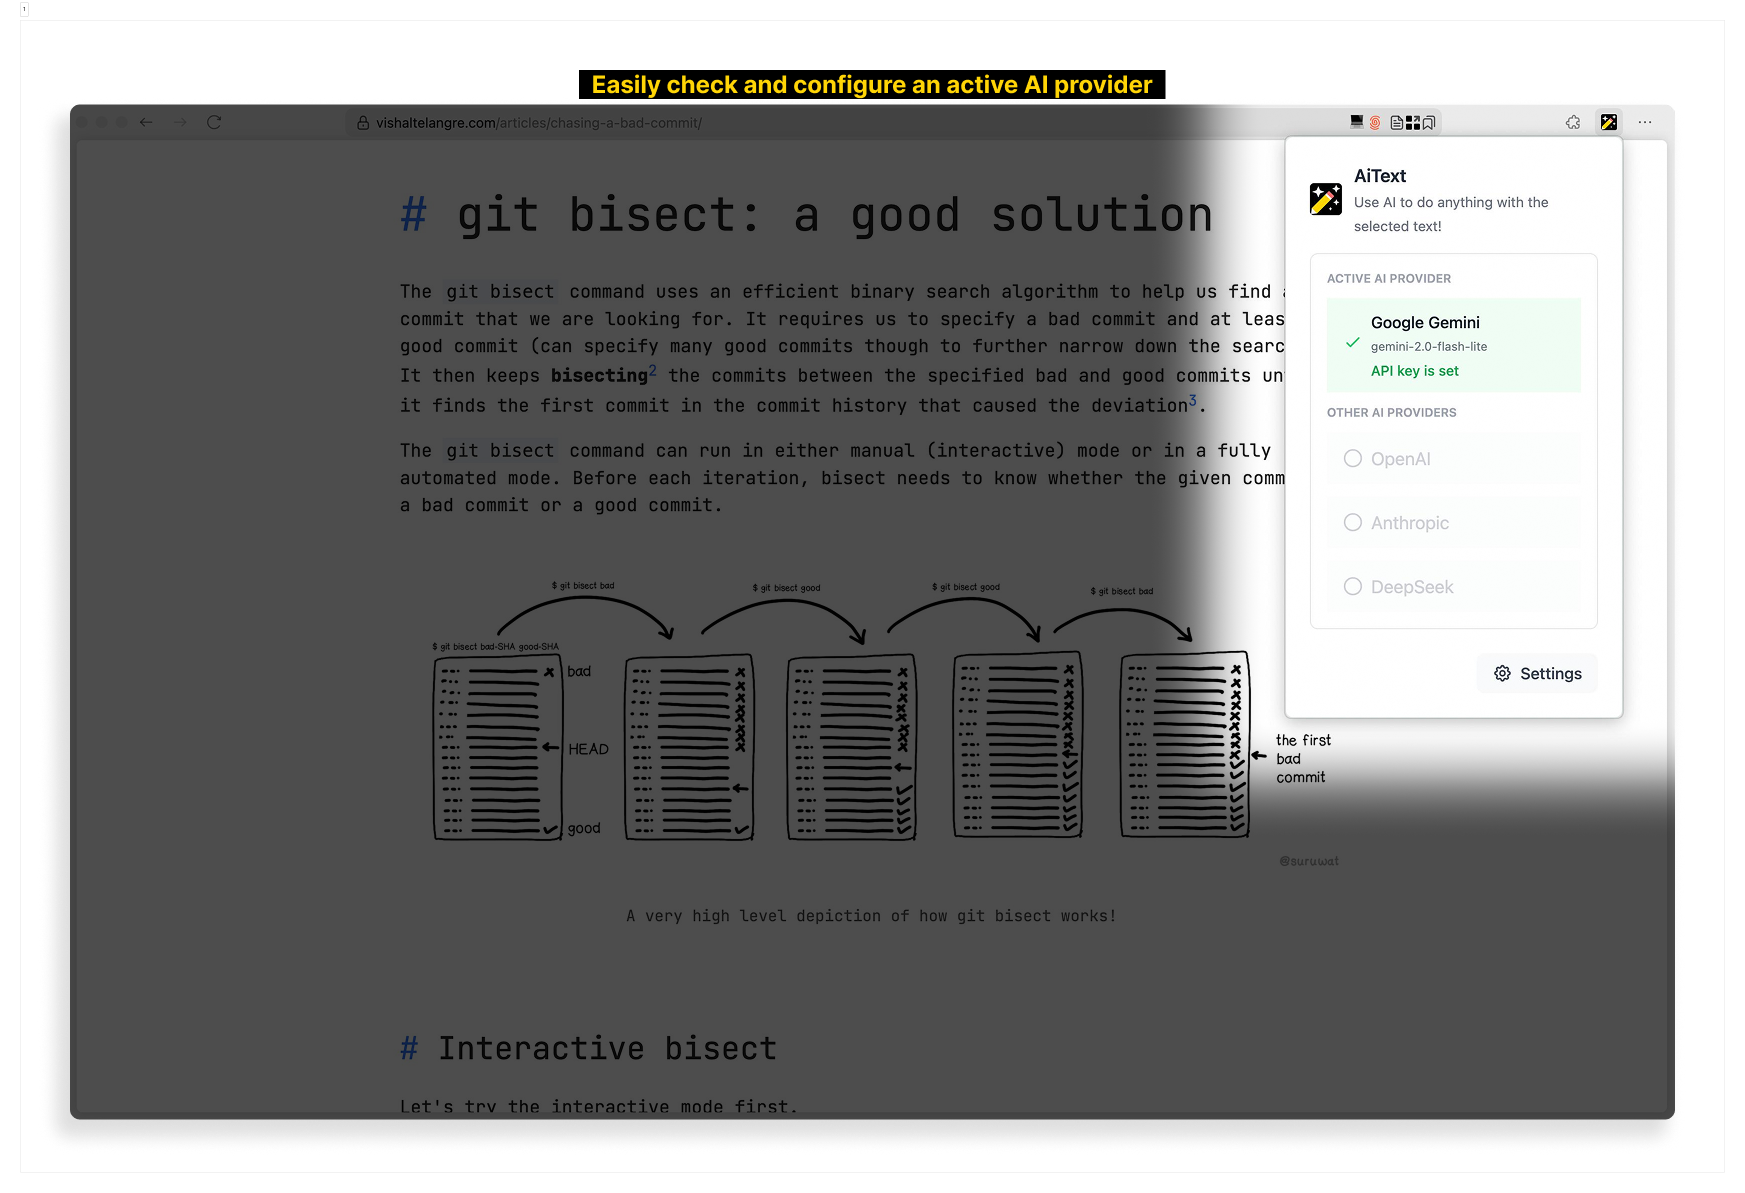 1
Easily check and configure an active AI provider
vishaltelangre.com/articles/chasing-a-bad-commit/
# git bisect: a good solution
The git bisect command uses an efficient binary search algorithm to help us find
commit that we are looking for. It requires us to specify a bad commit and at leas
good commit (can specify many good commits though to further narrow down the searc
It then keeps bisecting2 the commits between the specified bad and good commits un
it finds the first commit in the commit history that caused the deviation3.
The git bisect command can run in either manual (interactive) mode or in a fully
automated mode. Before each iteration, bisect needs to know whether the given comm
a bad commit or a good commit.
$ git bisect bad
$ git bisect good
$ git bisect good
$ git bisect bad
$ git bisect bad-SHA good-SHA
bad
HEAD
good
the first
bad
commit
@suruwat
A very high level depiction of how git bisect works!
# Interactive bisect
Let's try the interactive mode first.
AiText
Use AI to do anything with the
selected text!
ACTIVE AI PROVIDER
Google Gemini
gemini-2.0-flash-lite
API key is set
OTHER AI PROVIDERS
OpenAI
Anthropic
DeepSeek
Settings